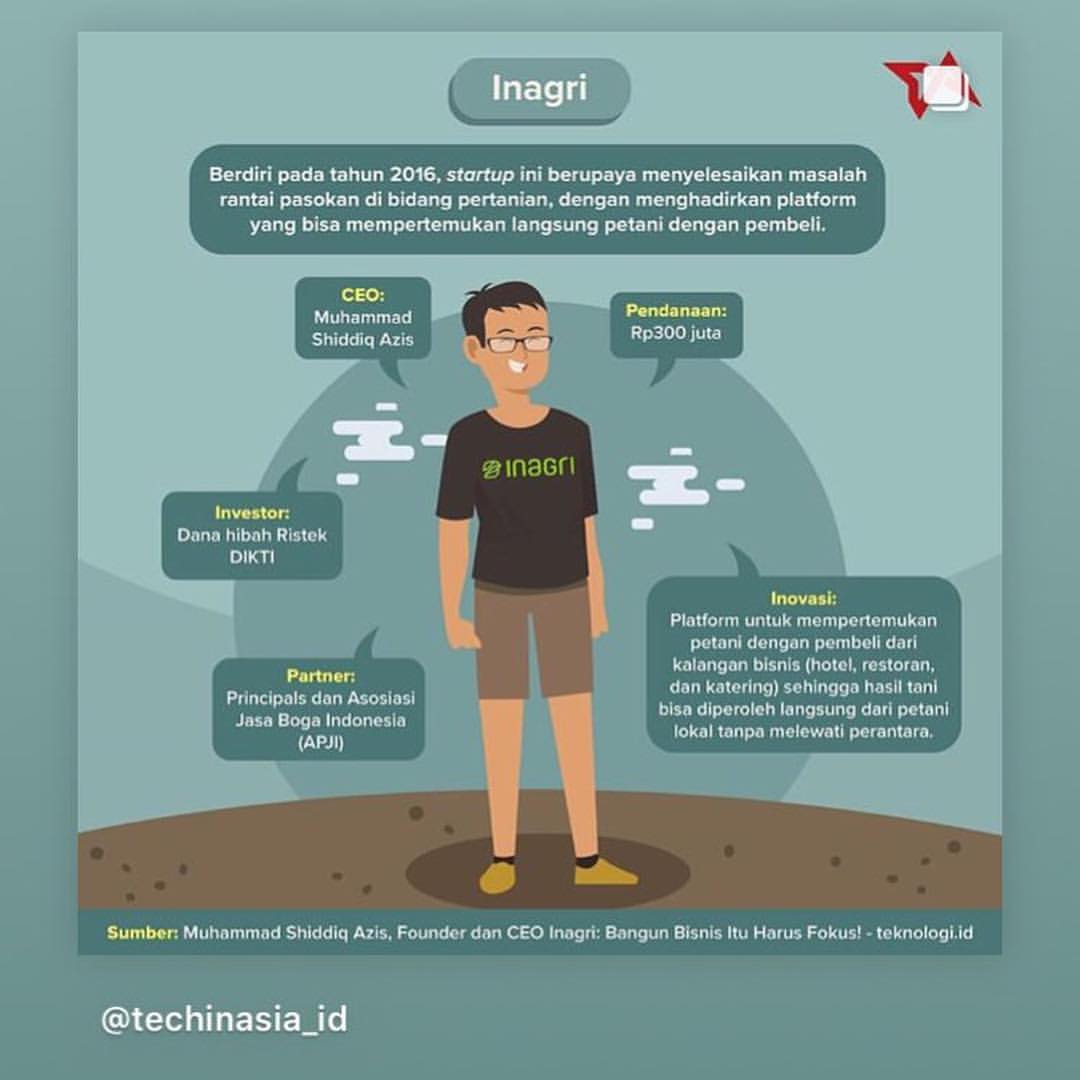 Inagri
Berdiri pada tahun 2016, startup ini berupaya menyelesaikan masalah
rantai pasokan di bidang pertanian, dengan menghadirkan platform
yang bisa mempertemukan langsung petani dengan pembeli.
CEO:
Muhammad
Shiddiq Azis
Pendanaan:
Rp300 juta
INAGRI
Investor:
Dana hibah Ristek
DIKTI
Inovasi:
Platform untuk mempertemukan
petani dengan pembeli dari
kalangan bisnis (hotel, restoran,
dan katering) sehingga hasil tani
bisa diperoleh langsung dari petani
lokal tanpa melewati perantara.
Partner:
Principals dan Asosiasi
Jasa Boga Indonesia
(APJI)
Sumber: Muhammad Shiddiq Azis, Founder dan CEO Inagri: Bangun Bisnis Itu Harus Fokus! - teknologi.id
@techinasia_id